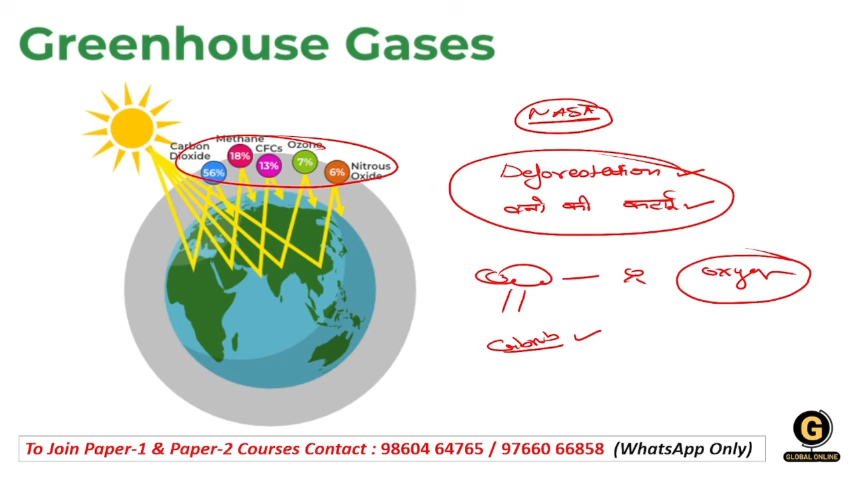 Greenhouse Gases
Carbon Dioxide
56%
Methane
18%
CFCs
13%
Ozone
7%
Nitrous Oxide
6%
NASA
Deforestation
वनो की कटाई
oxygen
To Join Paper-1 & Paper-2 Courses Contact : 98604 64765 / 97660 66858 (WhatsApp Only)
G
GLOBAL ONLINE